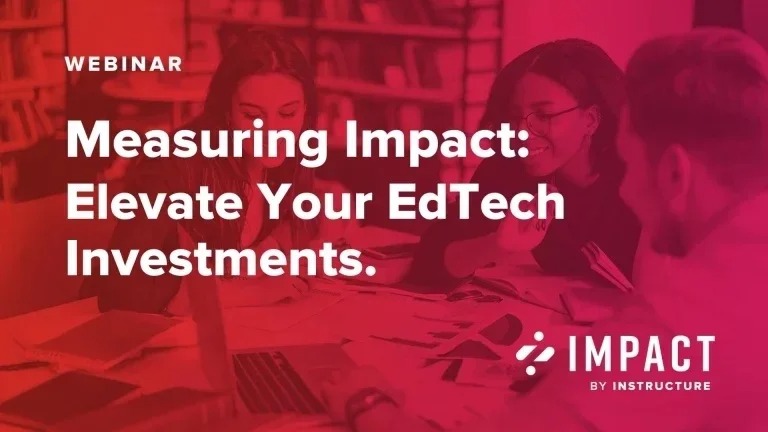 WEBINAR
Measuring Impact:
Elevate Your EdTech
Investments.
IMPACT
BY INSTRUCTURE